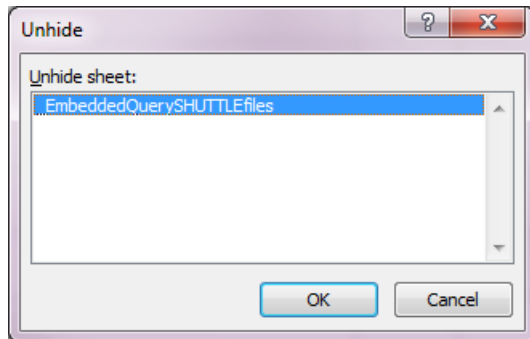 Unhide
Unhide sheet:
_EmbeddedQuerySHUTTLEfiles
OK
Cancel